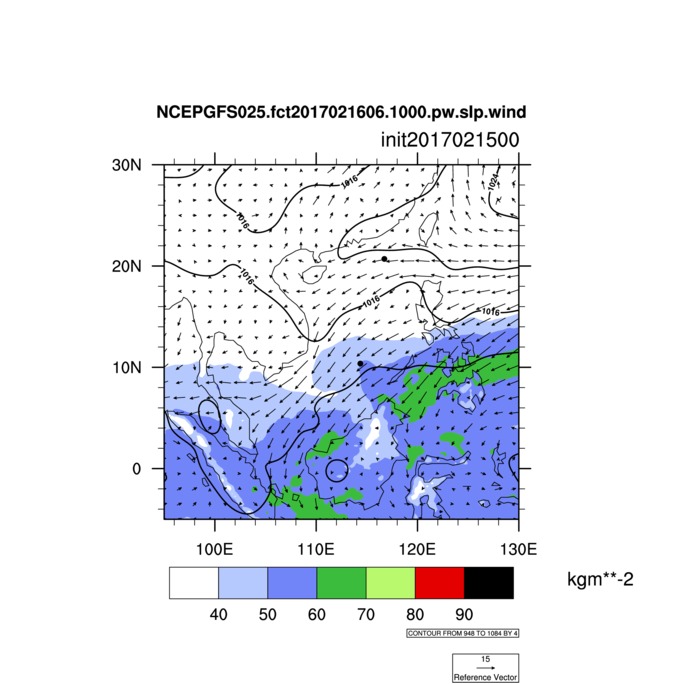 NCEPGFS025.fct2017021606.1000.pw.slp.wind
init2017021500
30N
20N
10N
0
1016
1016
1024
1016
1016
1016
100E 110E 120E 130E
kgm**-2
40 50 60 70 80 90
CONTOUR FROM 948 TO 1084 BY 4
15
Reference Vector